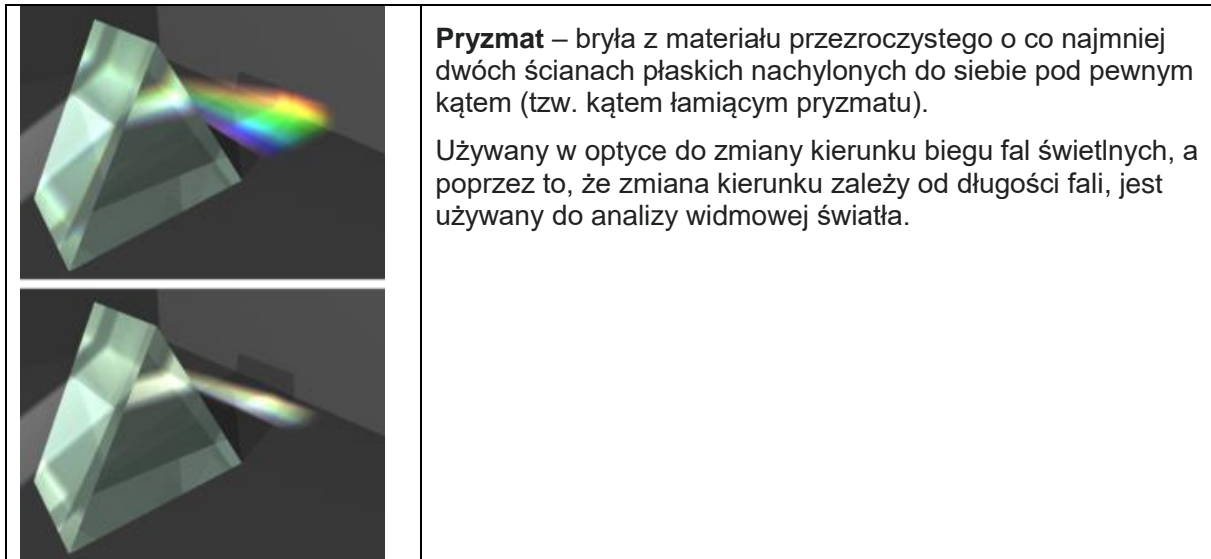 Pryzmat – bryła z materiału przezroczystego o co najmniej
dwóch ścianach płaskich nachylonych do siebie pod pewnym
kątem (tzw. kątem łamiącym pryzmatu).
Używany w optyce do zmiany kierunku biegu fal świetlnych, a
poprzez to, że zmiana kierunku zależy od długości fali, jest
używany do analizy widmowej światła.